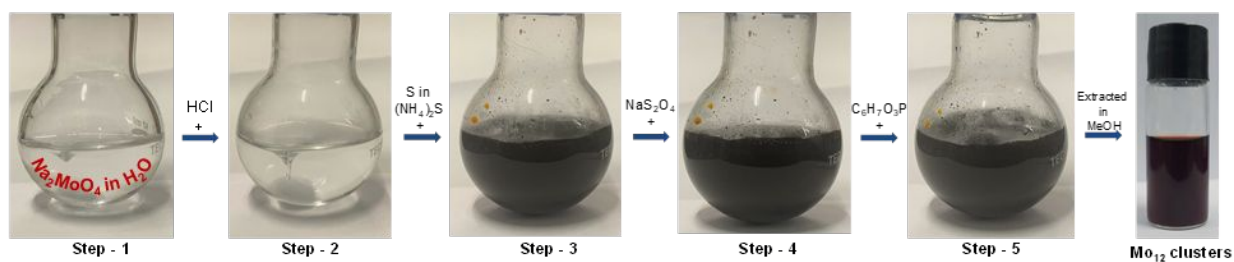 Na₂MoO₄ in H₂O
HCl
+
S in
(NH₄)₂S
+
NaS₂O₄
+
C₆H₇O₃P
+
Extracted
in
MeOH
Step - 1
Step - 2
Step - 3
Step - 4
Step - 5
Mo₁₂ clusters